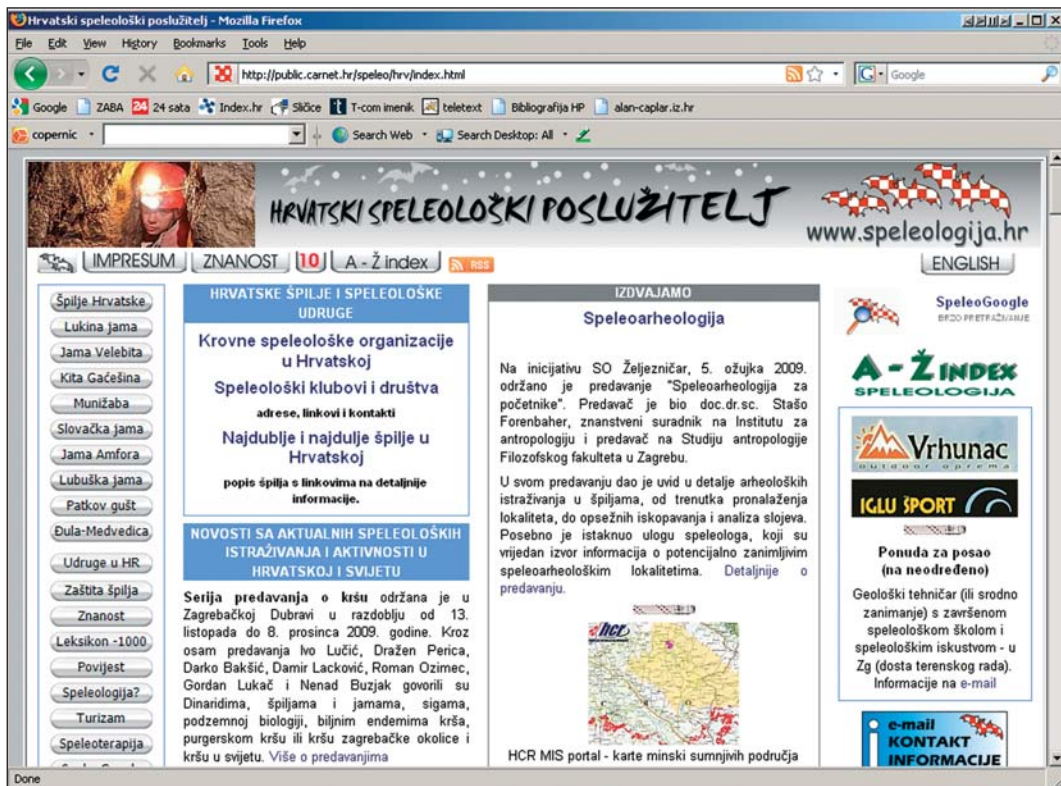 Hrvatski speleološki poslužitelj - Mozilla Firefox
File Edit View History Bookmarks Tools Help
http://public.carnet.hr/speleo/hrv/index.html
G Google
Google ZABA 24 24 sata Index.hr Sličice t T-com imenik teletext Bibliografija HP alan-caplar.iz.hr
copernic Search Web Search Desktop: All
HRVATSKI SPELEOLOŠKI POSLUŽITELJ
www.speleologija.hr
IMPRESUM ZNANOST 10 A - Ž index RSS ENGLISH
Špilje Hrvatske
Lukina jama
Jama Velebita
Kita Gaćešina
Munižaba
Slovačka jama
Jama Amfora
Lubuška jama
Patkov gušt
Đula-Medvedica
Udruge u HR
Zaštita špilja
Znanost
Leksikon -1000
Povijest
Speleologija?
Turizam
Speleoterapija
HRVATSKE ŠPILJE I SPELEOLOŠKE
UDRUGE
Krovne speleološke organizacije
u Hrvatskoj
Speleološki klubovi i društva
adrese, linkovi i kontakti
Najdublje i najdulje špilje u
Hrvatskoj
popis špilja s linkovima na detaljnije
informacije.
NOVOSTI SA AKTUALNIH SPELEOLOŠKIH
ISTRAŽIVANJA I AKTIVNOSTI U
HRVATSKOJ I SVIJETU
Serija predavanja o kršu održana je u
Zagrebačkoj Dubravi u razdoblju od 13.
listopada do 8. prosinca 2009. godine. Kroz
osam predavanja Ivo Lučić, Dražen Perica,
Darko Bakšić, Damir Lacković, Roman Ozimec,
Gordan Lukač i Nenad Buzjak govorili su
Dinaridima, špiljama i jamama, sigama,
podzemnoj biologiji, biljnim endemima krša,
purgerskom kršu ili kršu zagrebačke okolice i
kršu u svijetu. Više o predavanjima
IZDVAJAMO
Speleoarheologija
Na inicijativu SO Željezničar, 5. ožujka 2009.
održano je predavanje "Speleoarheologija za
početnike". Predavač je bio doc.dr.sc. Stašo
Forenbaher, znanstveni suradnik na Institutu za
antropologiju i predavač na Studiju antropologije
Filozofskog fakulteta u Zagrebu.
U svom predavanju dao je uvid u detalje arheoloških
istraživanja u špiljama, od trenutka pronalaženja
lokaliteta, do opsežnih iskopavanja i analiza slojeva.
Posebno je istaknuo ulogu speleologa, koji su
vrijedan izvor informacija o potencijalno zanimljivim
speleoarheološkim lokalitetima. Detaljnije o
predavanju.
hcr
HCR MIS portal - karte minski sumnjivih područja
SpeleoGoogle
BRZO PRETRAŽIVANJE
A - Ž INDEX
SPELEOLOGIJA
Vrhunac
outdoor oprema
IGLU ŠPORT
Ponuda za posao
(na neodređeno)
Geološki tehničar (ili srodno
zanimanje) s završenom
speleološkom školom i
speleološkim iskustvom - u
Zg (dosta terenskog rada).
Informacije na e-mail
i e-mail
KONTAKT
INFORMACIJE
Done